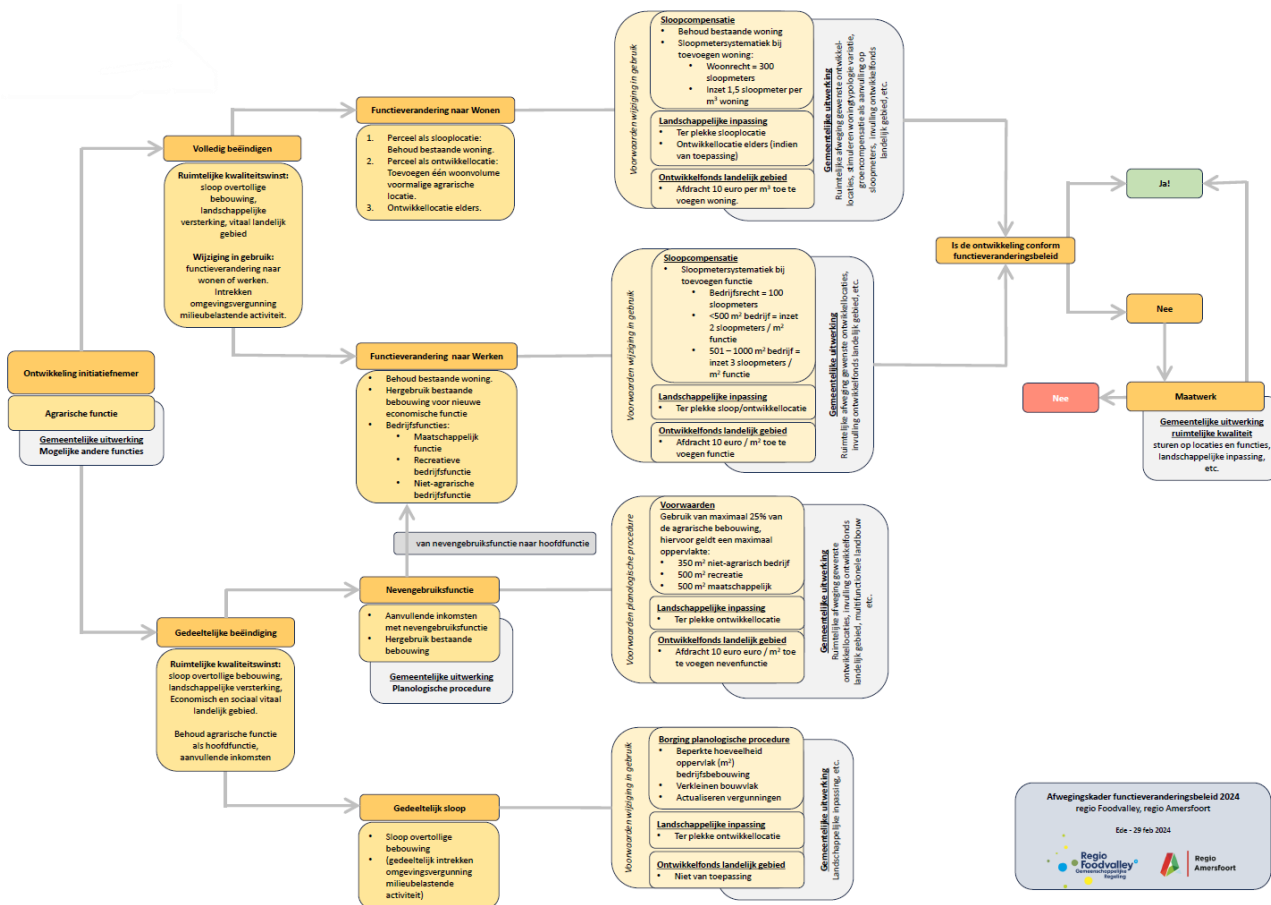 Ontwikkeling initiatiefnemer
Agrarische functie
Gemeentelijke uitwerking
Mogelijke andere functies
Volledig beëindigen
Ruimtelijke kwaliteitswinst:
sloop overtollige
bebouwing,
landschappelijke
versterking, vitaal landelijk
gebied
Wijziging in gebruik:
functieverandering naar
wonen of werken.
Intrekken
omgevingsvergunning
milieubelastende activiteit.
Gedeeltelijke beëindiging
Ruimtelijke kwaliteitswinst:
sloop overtollige bebouwing,
landschappelijke versterking,
Economisch en sociaal vitaal
landelijk gebied.
Behoud agrarische functie
als hoofdfunctie,
aanvullende inkomsten
Functieverandering naar Wonen
1. Perceel als slooplocatie:
Behoud bestaande woning.
2. Perceel als ontwikkellocatie:
Toevoegen één woonvolume
voormalige agrarische
locatie.
3. Ontwikkellocatie elders.
Functieverandering naar Werken
• Behoud bestaande woning.
• Hergebruik bestaande
bebouwing voor nieuwe
economische functie
• Bedrijfsfuncties:
• Maatschappelijk
functie
• Recreatieve
bedrijfsfunctie
• Niet-agrarische
bedrijfsfunctie
van nevengebruiksfunctie naar hoofdfunctie
Nevengebruiksfunctie
• Aanvullende inkomsten
met nevengebruiksfunctie
• Hergebruik bestaande
bebouwing
Gemeentelijke uitwerking
Planologische procedure
Gedeeltelijk sloop
• Sloop overtollige
bebouwing
• (gedeeltelijk intrekken
omgevingsvergunning
milieubelastende
activiteit)
Voorwaarden wijziging in gebruik
Sloopcompensatie
• Behoud bestaande woning
• Sloopmetersystematiek bij
toevoegen woning:
• Woonrecht = 300
sloopmeters
• Inzet 1,5 sloopmeter per
m³ woning
Landschappelijke inpassing
• Ter plekke slooplocatie
• Ontwikkellocatie elders (indien
van toepassing)
Ontwikkelfonds landelijk gebied
• Afdracht 10 euro per m³ toe te
voegen woning.
Gemeentelijke uitwerking
Ruimtelijke afweging gewenste ontwikkel-
locaties, stimuleren woningtypologie variatie,
groencompensatie als aanvulling op
sloopmeters, invulling ontwikkelfonds
landelijk gebied, etc.
Voorwaarden wijziging in gebruik
Sloopcompensatie
• Sloopmetersystematiek bij
toevoegen functie
• Bedrijfsrecht = 100
sloopmeters
• <500 m² bedrijf = inzet
2 sloopmeters / m²
functie
• 501 – 1000 m² bedrijf =
inzet 3 sloopmeters /
m² functie
Landschappelijke inpassing
• Ter plekke sloop/ontwikkellocatie
Ontwikkelfonds landelijk gebied
• Afdracht 10 euro / m² toe te
voegen functie
Gemeentelijke uitwerking
Ruimtelijke afweging gewenste ontwikkellocaties,
invulling ontwikkelfonds landelijk gebied, etc.
Voorwaarden planologische procedure
Voorwaarden
Gebruik van maximaal 25% van
de agrarische bebouwing,
hiervoor geldt een maximaal
oppervlakte:
• 350 m² niet-agrarisch bedrijf
• 500 m² recreatie
• 500 m² maatschappelijk
Landschappelijke inpassing
• Ter plekke ontwikkellocatie
Ontwikkelfonds landelijk gebied
• Afdracht 10 euro euro / m² toe
te voegen nevenfunctie
Gemeentelijke uitwerking
Ruimtelijke afweging gewenste
ontwikkellocaties, invulling ontwikkelfonds
landelijk gebied, multifunctionele landbouw
etc.
Voorwaarden wijziging in gebruik
Borging planologische procedure
• Beperkte hoeveelheid
oppervlak (m²)
bedrijfsbebouwing
• Verkleinen bouwvlak
• Actualiseren vergunningen
Landschappelijke inpassing
• Ter plekke ontwikkellocatie
Ontwikkelfonds landelijk gebied
• Niet van toepassing
Gemeentelijke uitwerking
Landschappelijke inpassing, etc.
Is de ontwikkeling conform
functieveranderingsbeleid
Ja!
Nee
Nee
Maatwerk
Gemeentelijke uitwerking
ruimtelijke kwaliteit
sturen op locaties en functies,
landschappelijke inpassing,
etc.
Afwegingskader functieveranderingsbeleid 2024
regio Foodvalley, regio Amersfoort
Ede - 29 feb 2024
Regio
Foodvalley
Gemeenschappelijke
Regeling
Regio
Amersfoort